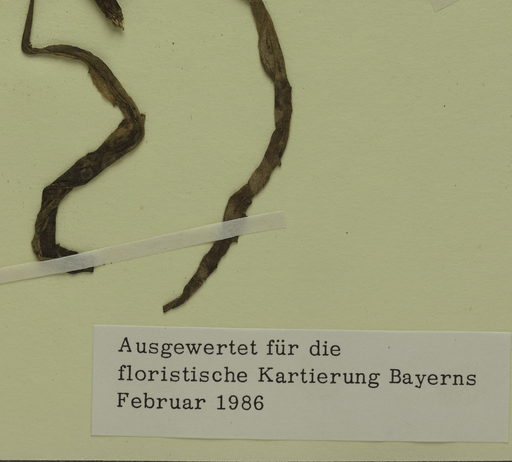 Ausgewertet für die
floristische Kartierung Bayerns
Februar 1986